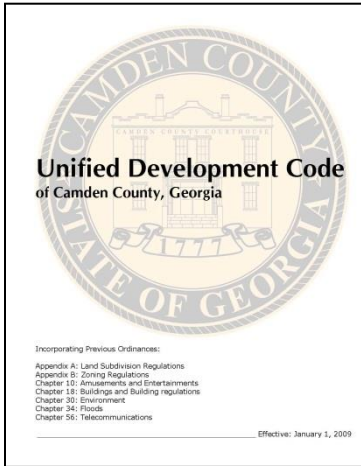 CAMDEN COUNTY
STATE OF GEORGIA
CAMDEN COUNTY COURTHOUSE
1777
Unified Development Code
of Camden County, Georgia
Incorporating Previous Ordinances:
Appendix A: Land Subdivision Regulations
Appendix B: Zoning Regulations
Chapter 10: Amusements and Entertainments
Chapter 18: Buildings and Building regulations
Chapter 30: Environment
Chapter 34: Floods
Chapter 56: Telecommunications
Effective: January 1, 2009